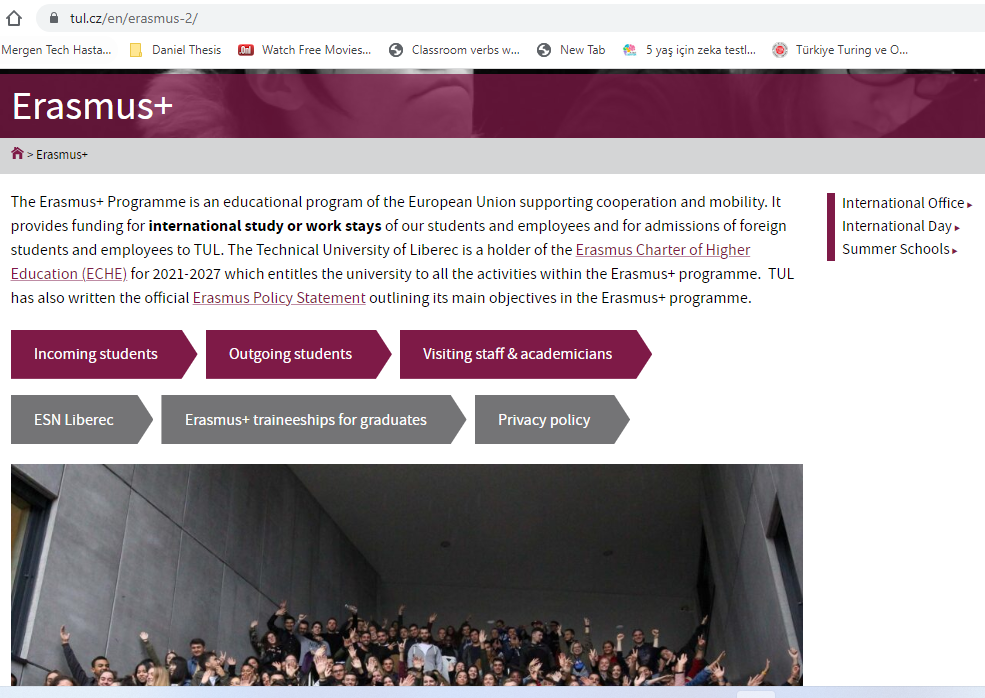 tul.cz/en/erasmus-2/
Mergen Tech Hasta... Daniel Thesis Watch Free Movies... Classroom verbs w... New Tab 5 yaş için zeka testl... Türkiye Turing ve O...
Erasmus+
> Erasmus+
The Erasmus+ Programme is an educational program of the European Union supporting cooperation and mobility. It
provides funding for international study or work stays of our students and employees and for admissions of foreign
students and employees to TUL. The Technical University of Liberec is a holder of the Erasmus Charter of Higher
Education (ECHE) for 2021-2027 which entitles the university to all the activities within the Erasmus+ programme. TUL
has also written the official Erasmus Policy Statement outlining its main objectives in the Erasmus+ programme.
International Office
International Day
Summer Schools
Incoming students Outgoing students Visiting staff & academicians
ESN Liberec Erasmus+ traineeships for graduates Privacy policy